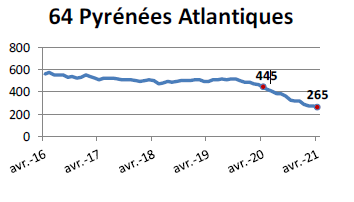 64 Pyrénées Atlantiques
800
600
400
200
0
445
265
avr.-16
avr.-17
avr.-18
avr.-19
avr.-20
avr.-21